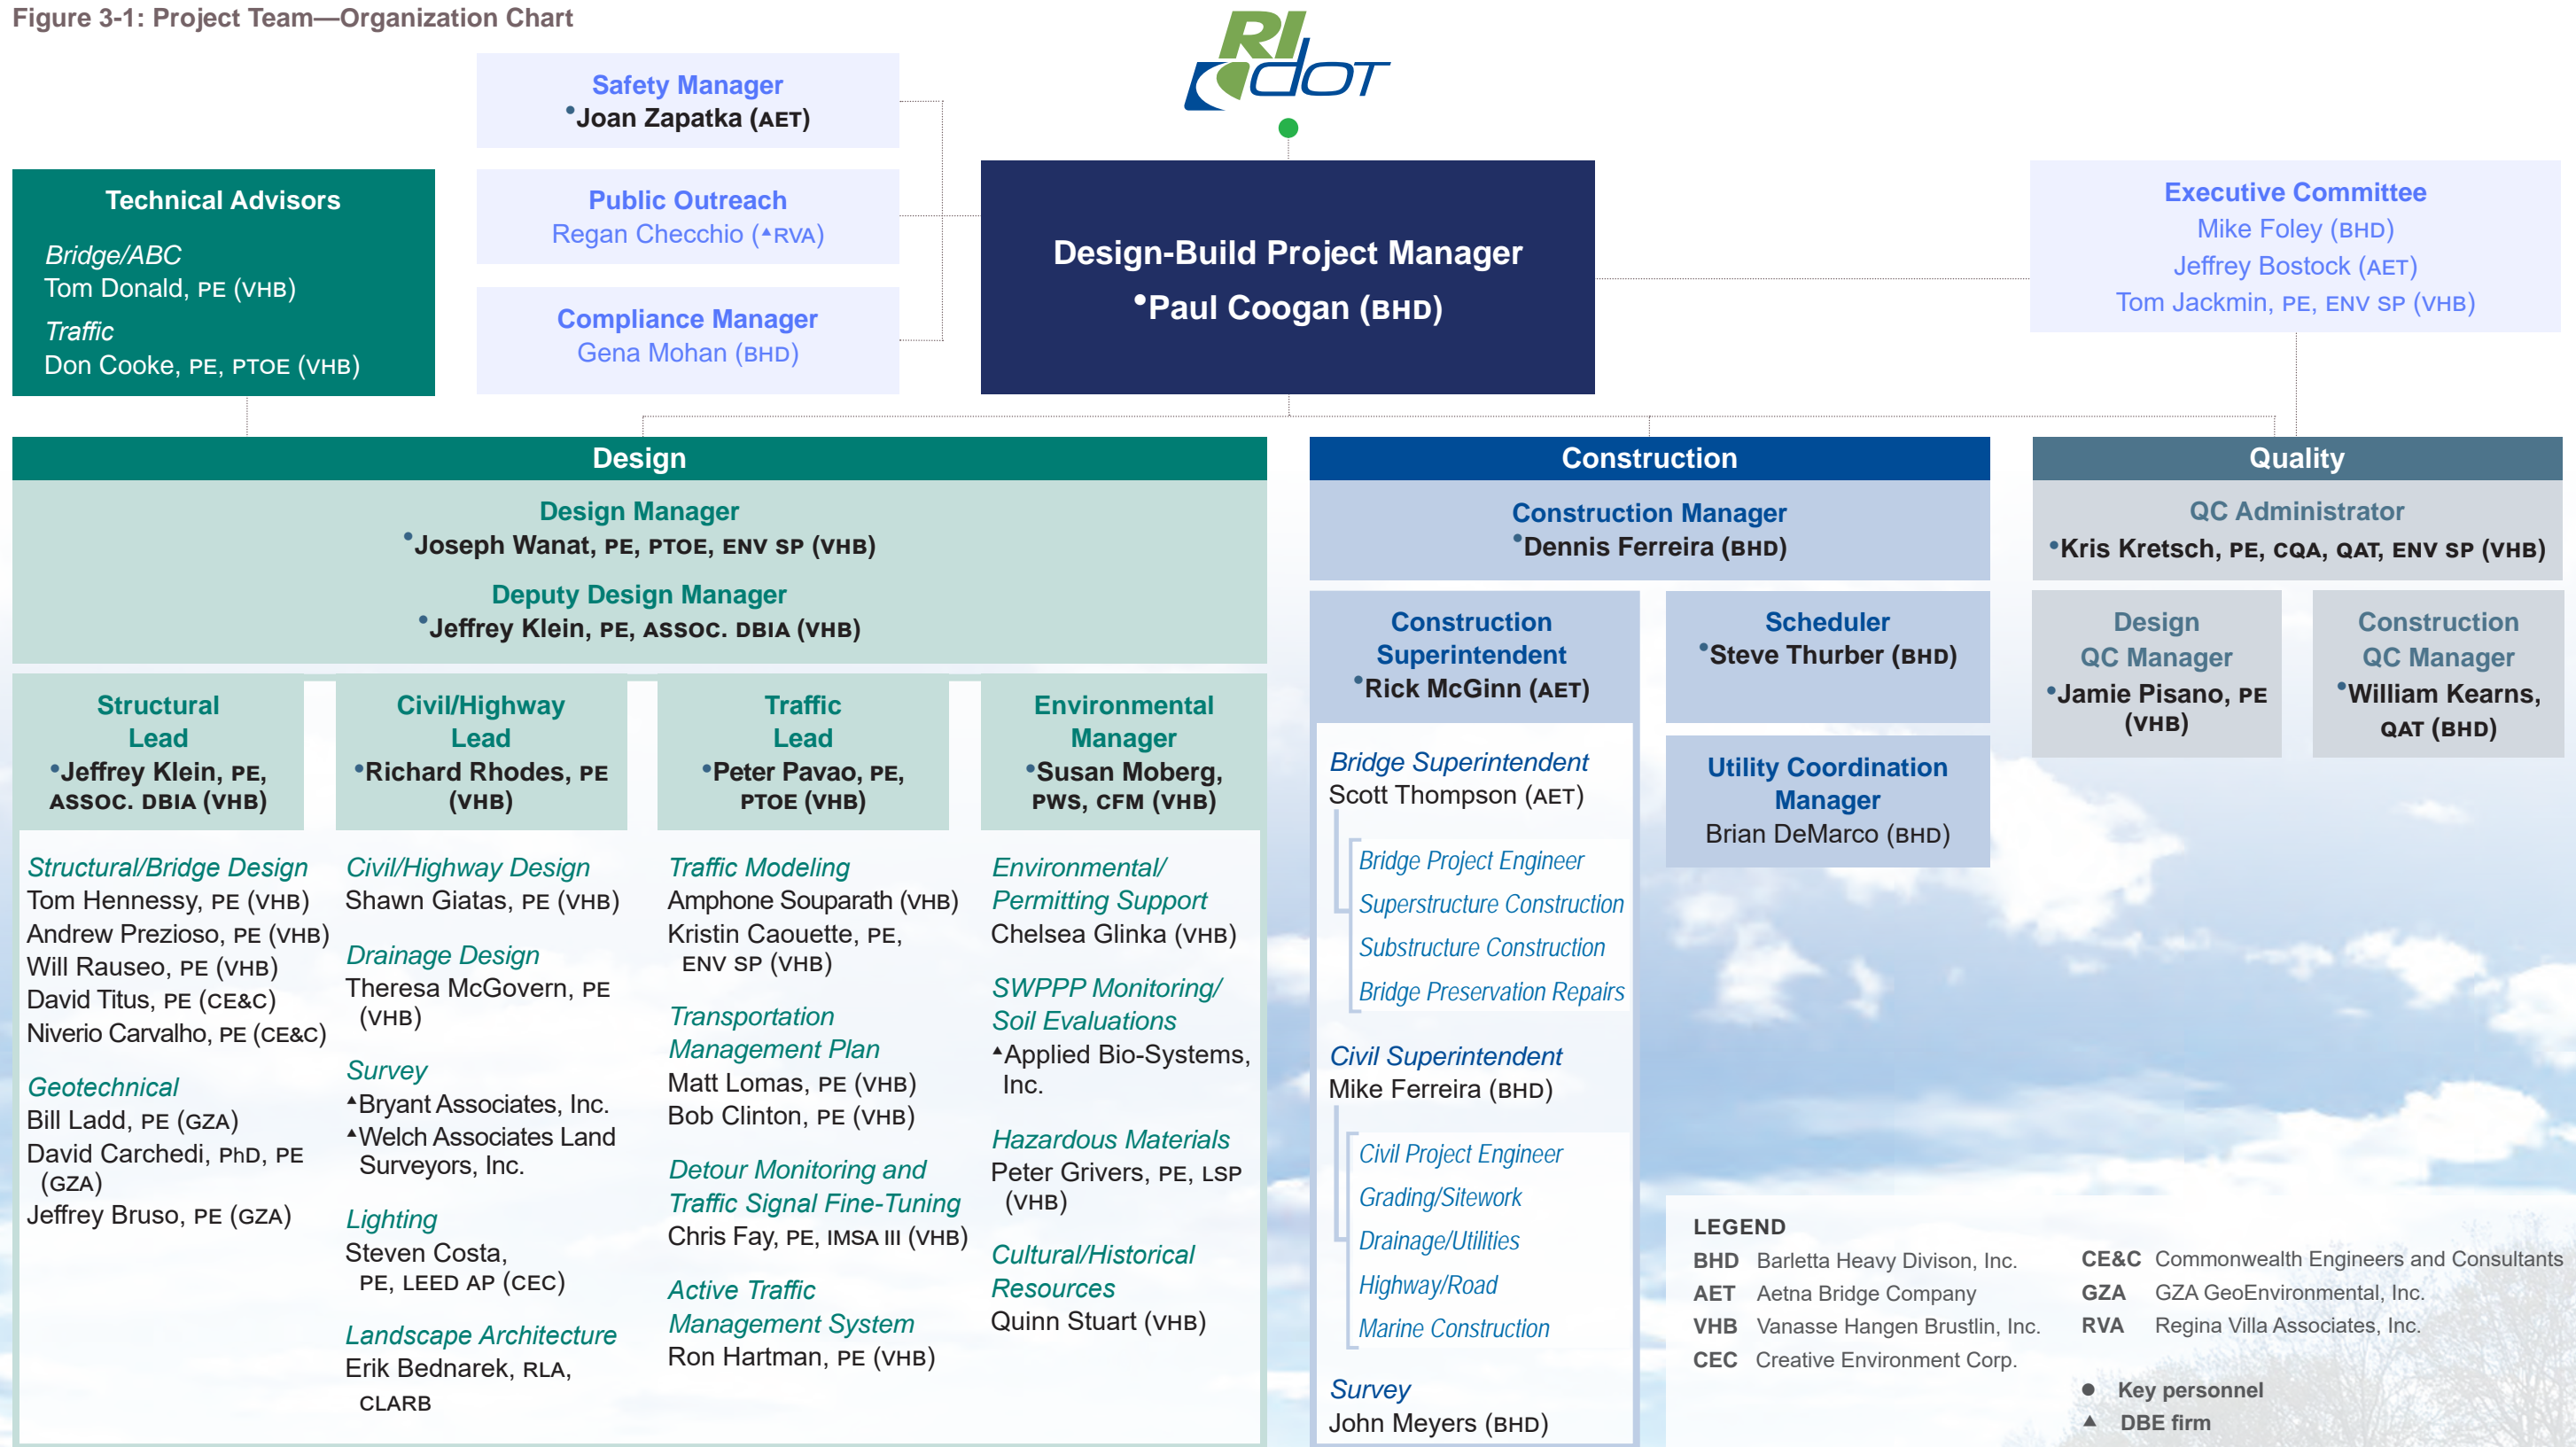 Figure 3-1: Project Team—Organization Chart
RI
DOT
Safety Manager
•Joan Zapatka (AET)
Public Outreach
Regan Checchio (▲RVA)
Compliance Manager
Gena Mohan (BHD)
Technical Advisors
Bridge/ABC
Tom Donald, PE (VHB)
Traffic
Don Cooke, PE, PTOE (VHB)
Design-Build Project Manager
•Paul Coogan (BHD)
Executive Committee
Mike Foley (BHD)
Jeffrey Bostock (AET)
Tom Jackmin, PE, ENV SP (VHB)
Design
Design Manager
•Joseph Wanat, PE, PTOE, ENV SP (VHB)
Deputy Design Manager
•Jeffrey Klein, PE, ASSOC. DBIA (VHB)
Structural
Lead
•Jeffrey Klein, PE,
ASSOC. DBIA (VHB)
Structural/Bridge Design
Tom Hennessy, PE (VHB)
Andrew Prezioso, PE (VHB)
Will Rauseo, PE (VHB)
David Titus, PE (CE&C)
Niverio Carvalho, PE (CE&C)
Geotechnical
Bill Ladd, PE (GZA)
David Carchedi, PhD, PE
(GZA)
Jeffrey Bruso, PE (GZA)
Civil/Highway
Lead
•Richard Rhodes, PE
(VHB)
Civil/Highway Design
Shawn Giatas, PE (VHB)
Drainage Design
Theresa McGovern, PE
(VHB)
Survey
▲Bryant Associates, Inc.
▲Welch Associates Land
Surveyors, Inc.
Lighting
Steven Costa,
PE, LEED AP (CEC)
Landscape Architecture
Erik Bednarek, RLA,
CLARB
Traffic
Lead
•Peter Pavao, PE,
PTOE (VHB)
Traffic Modeling
Amphone Souparath (VHB)
Kristin Caouette, PE,
ENV SP (VHB)
Transportation
Management Plan
Matt Lomas, PE (VHB)
Bob Clinton, PE (VHB)
Detour Monitoring and
Traffic Signal Fine-Tuning
Chris Fay, PE, IMSA III (VHB)
Active Traffic
Management System
Ron Hartman, PE (VHB)
Environmental
Manager
•Susan Moberg,
PWS, CFM (VHB)
Environmental/
Permitting Support
Chelsea Glinka (VHB)
SWPPP Monitoring/
Soil Evaluations
▲Applied Bio-Systems,
Inc.
Hazardous Materials
Peter Grivers, PE, LSP
(VHB)
Cultural/Historical
Resources
Quinn Stuart (VHB)
Construction
Construction Manager
•Dennis Ferreira (BHD)
Construction
Superintendent
•Rick McGinn (AET)
Bridge Superintendent
Scott Thompson (AET)
Bridge Project Engineer
Superstructure Construction
Substructure Construction
Bridge Preservation Repairs
Civil Superintendent
Mike Ferreira (BHD)
Civil Project Engineer
Grading/Sitework
Drainage/Utilities
Highway/Road
Marine Construction
Survey
John Meyers (BHD)
Scheduler
•Steve Thurber (BHD)
Utility Coordination
Manager
Brian DeMarco (BHD)
Quality
QC Administrator
•Kris Kretsch, PE, CQA, QAT, ENV SP (VHB)
Design
QC Manager
•Jamie Pisano, PE
(VHB)
Construction
QC Manager
•William Kearns,
QAT (BHD)
LEGEND
BHD Barletta Heavy Divison, Inc.
AET Aetna Bridge Company
VHB Vanasse Hangen Brustlin, Inc.
CEC Creative Environment Corp.
CE&C Commonwealth Engineers and Consultants
GZA GZA GeoEnvironmental, Inc.
RVA Regina Villa Associates, Inc.
● Key personnel
▲ DBE firm